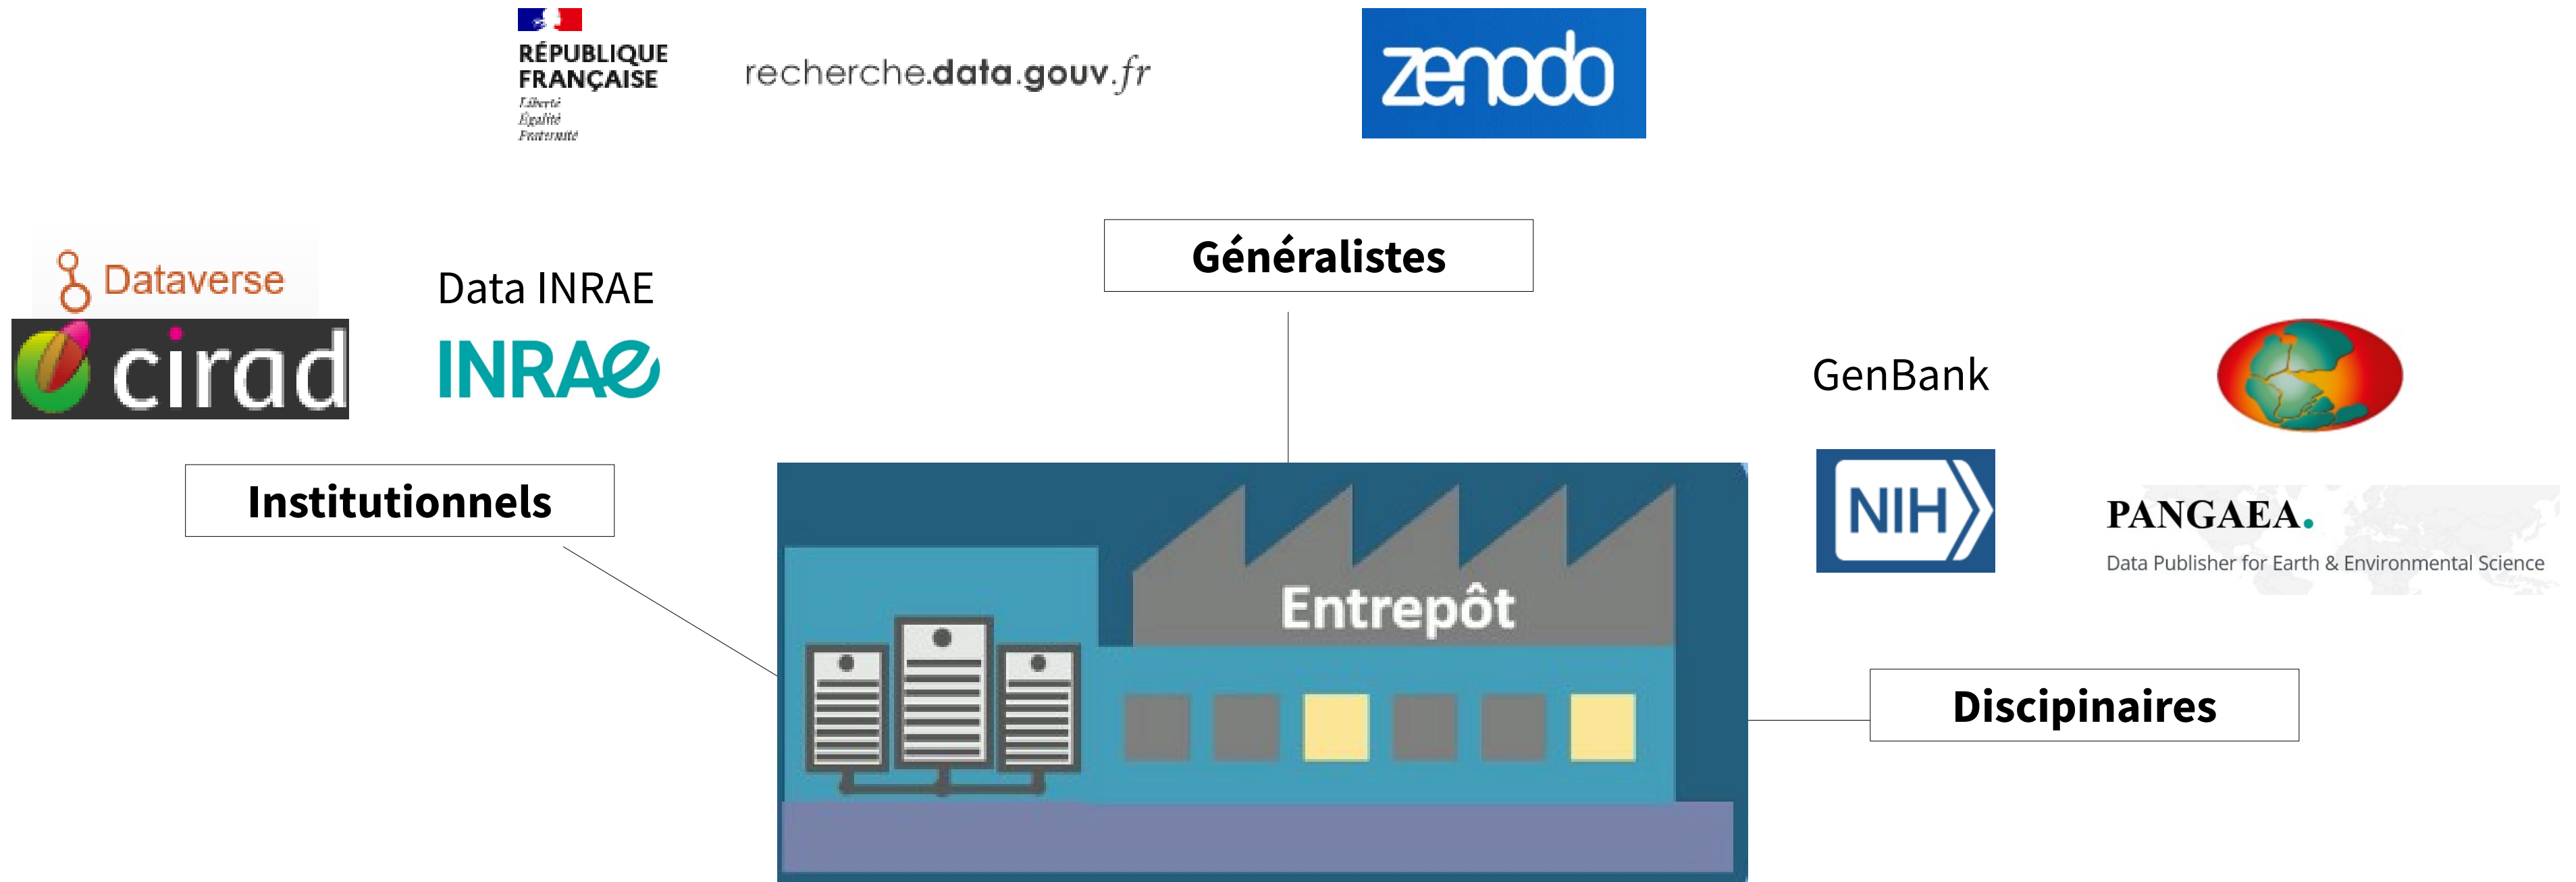 RÉPUBLIQUE
FRANÇAISE
Liberté
Égalité
Fraternité
recherche.data.gouv.fr
zenodo
Généralistes
Dataverse
cirad
Data INRAE
INRAE
Institutionnels
GenBank
NIH
PANGAEA.
Data Publisher for Earth & Environmental Science
Entrepôt
Discipinaires